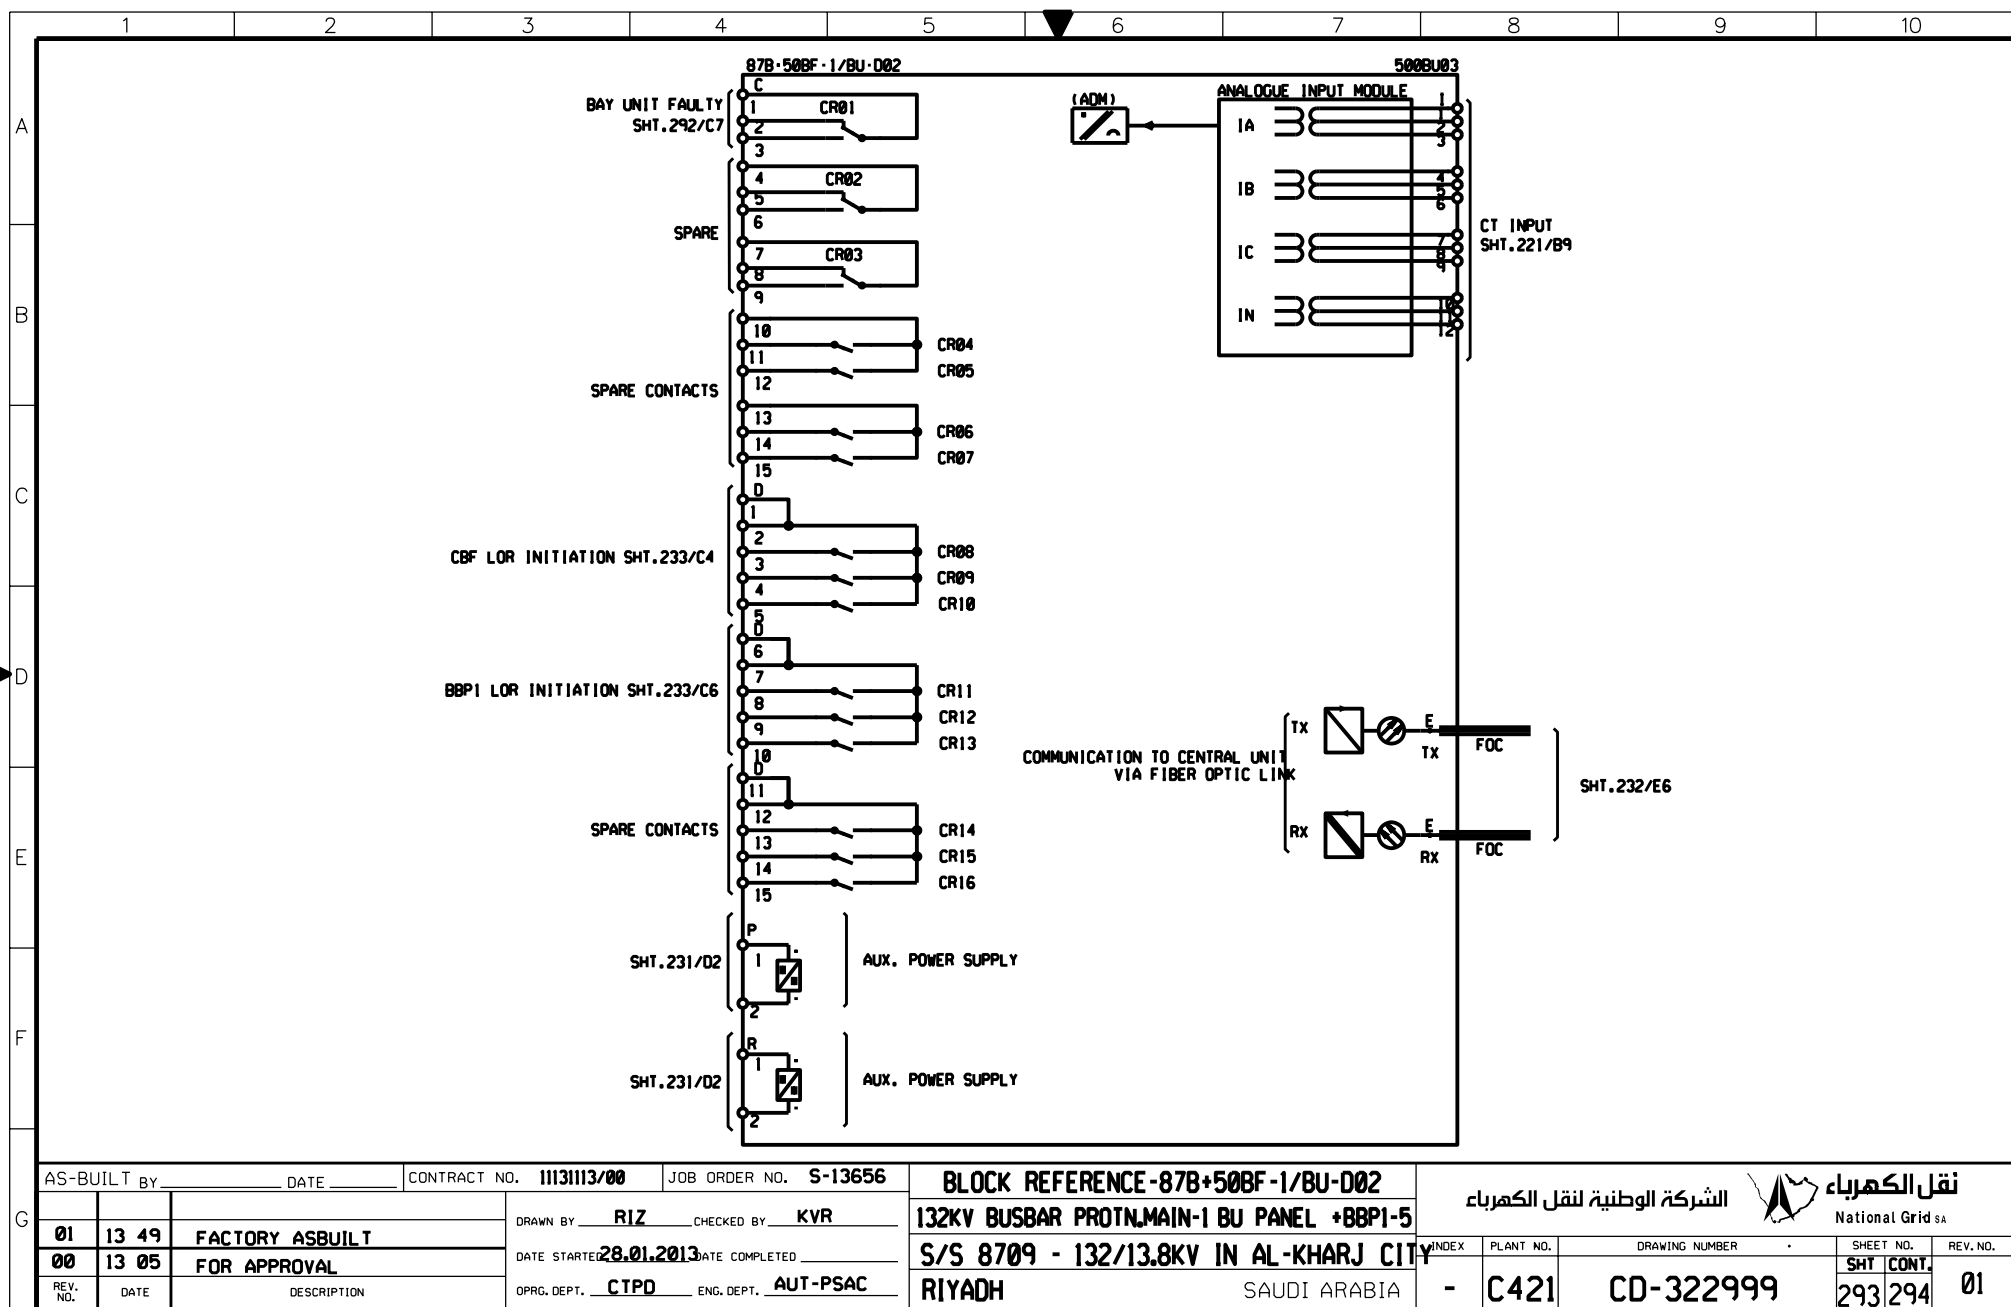 1 2 3 4 5 6 7 8 9 10
A
B
C
D
E
F
G
87B+50BF-1/BU-D02
500BU03
BAY UNIT FAULTY
SHT.292/C7
C
1
2
3
CR01
4
5
6
CR02
SPARE
7
8
9
CR03
10
11
12
CR04
CR05
SPARE CONTACTS
13
14
15
CR06
CR07
CBF LOR INITIATION SHT.233/C4
D
1
2
3
4
5
CR08
CR09
CR10
BBP1 LOR INITIATION SHT.233/C6
D
6
7
8
9
10
CR11
CR12
CR13
SPARE CONTACTS
D
11
12
13
14
15
CR14
CR15
CR16
SHT.231/D2
P
1
2
AUX. POWER SUPPLY
SHT.231/D2
R
1
2
AUX. POWER SUPPLY
(ADM)
ANALOGUE INPUT MODULE
IA
IB
IC
IN
I
1
2
3
4
5
6
7
8
9
10
11
12
CT INPUT
SHT.221/B9
COMMUNICATION TO CENTRAL UNIT
VIA FIBER OPTIC LINK
TX
E
TX
FOC
RX
E
RX
FOC
SHT.232/E6
AS-BUILT BY DATE
CONTRACT NO. 11131113/00
JOB ORDER NO. S-13656
01 13 49 FACTORY ASBUILT
00 13 05 FOR APPROVAL
REV. NO. DATE DESCRIPTION
DRAWN BY RIZ CHECKED BY KVR
DATE STARTED 28.01.2013 DATE COMPLETED
OPRG. DEPT. CTPD ENG. DEPT. AUT-PSAC
BLOCK REFERENCE-87B+50BF-1/BU-D02
132KV BUSBAR PROTN.MAIN-1 BU PANEL +BBP1-5
S/S 8709 - 132/13.8KV IN AL-KHARJ CITY
RIYADH SAUDI ARABIA
الشركة الوطنية لنقل الكهرباء
نقل الكهرباء
National Grid SA
INDEX PLANT NO. DRAWING NUMBER SHEET NO. REV. NO.
SHT CONT.
- C421 CD-322999 293 294 01